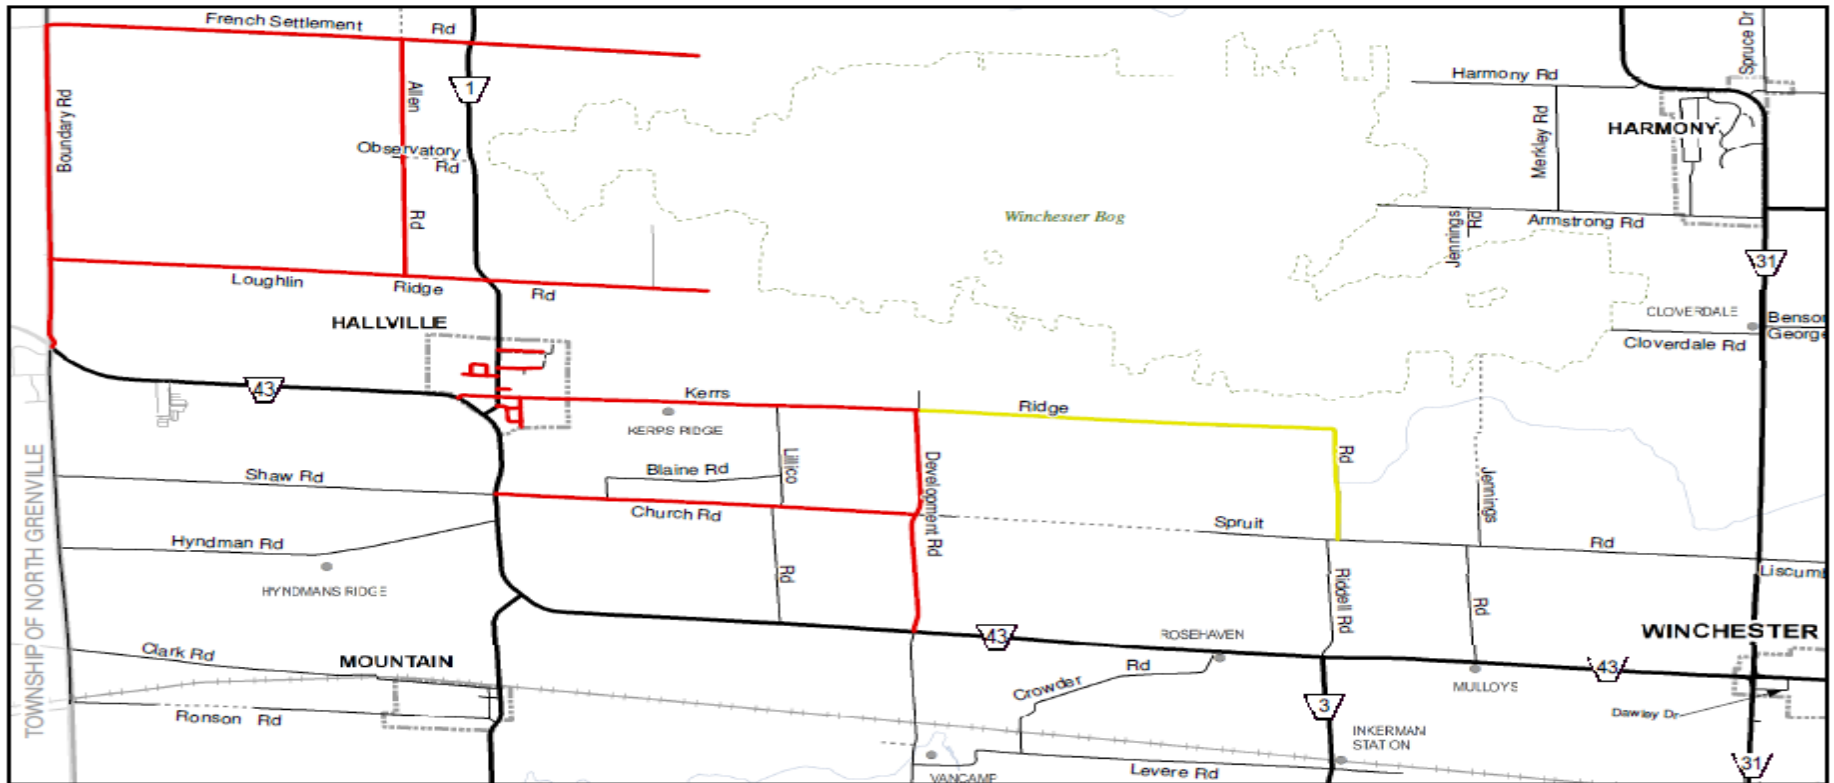 French Settlement Rd
Spruce Dr
1
Allen
Harmony Rd
Boundary Rd
HARMONY
Merkley Rd
Observatory
Rd
Rd
Winchester Bog
Jennings
Rd
Armstrong Rd
31
Loughlin Ridge Rd
HALLVILLE
CLOVERDALE
Benson
George
Cloverdale Rd
43
Kerrs Ridge
KERRS RIDGE
Rd
Lillico
Development Rd
Blaine Rd
Shaw Rd
Jennings
Church Rd
Spruit Rd
Hyndman Rd
Liscumb
HYNDMANS RIDGE
Rd
Riddell Rd
Rd
TOWNSHIP OF NORTH GRENVILLE
43
ROSEHAVEN
WINCHESTER
Clark Rd
MOUNTAIN
Rd
43
Crowder
MULLOYS
3
Dawley Dr
Ronson Rd
INKERMAN
STATION
31
VANCAMP
Levere Rd